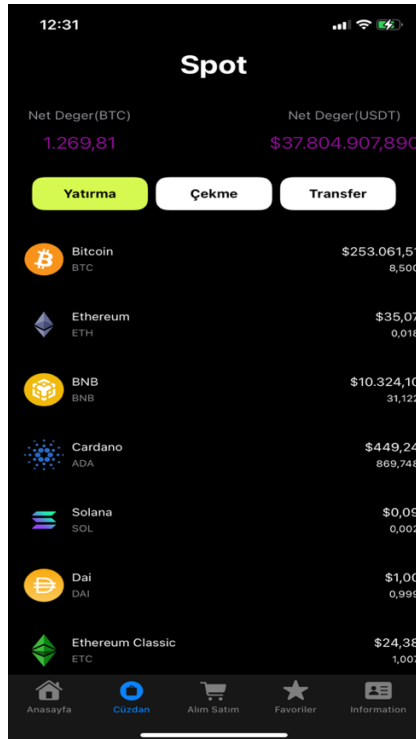 12:31
Spot
Net Deger(BTC) Net Deger(USDT)
1.269,81 $37.804.907,890
Yatırma Çekme Transfer
Bitcoin $253.061,51
BTC 8,500
Ethereum $35,07
ETH 0,018
BNB $10.324,10
BNB 31,122
Cardano $449,24
ADA 869,748
Solana $0,09
SOL 0,002
Dai $1,00
DAI 0,999
Ethereum Classic $24,38
ETC 1,007
Anasayfa Cüzdan Alım Satım Favoriler Information